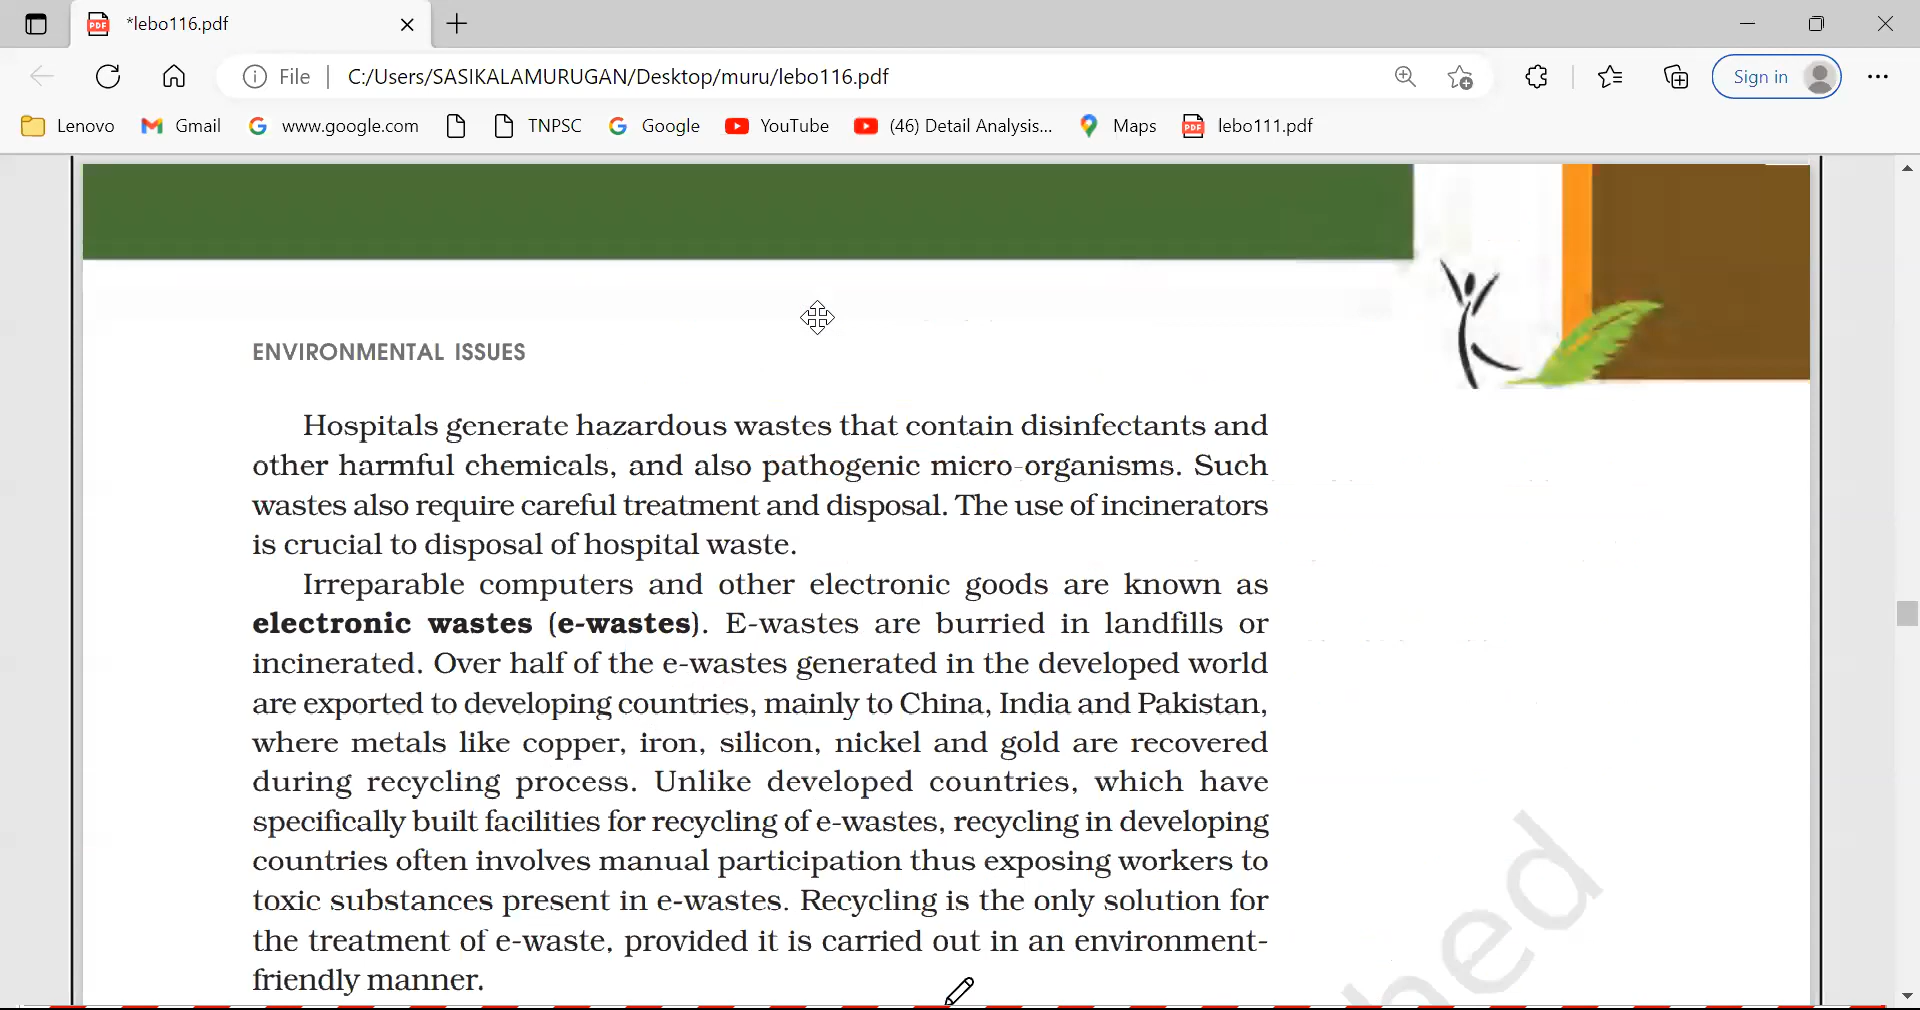 *lebo116.pdf
File | C:/Users/SASIKALAMURUGAN/Desktop/muru/lebo116.pdf
Sign in
Lenovo Gmail www.google.com TNPSC Google YouTube (46) Detail Analysis... Maps lebo111.pdf
ENVIRONMENTAL ISSUES
Hospitals generate hazardous wastes that contain disinfectants and
other harmful chemicals, and also pathogenic micro-organisms. Such
wastes also require careful treatment and disposal. The use of incinerators
is crucial to disposal of hospital waste.
Irreparable computers and other electronic goods are known as
electronic wastes (e-wastes). E-wastes are burried in landfills or
incinerated. Over half of the e-wastes generated in the developed world
are exported to developing countries, mainly to China, India and Pakistan,
where metals like copper, iron, silicon, nickel and gold are recovered
during recycling process. Unlike developed countries, which have
specifically built facilities for recycling of e-wastes, recycling in developing
countries often involves manual participation thus exposing workers to
toxic substances present in e-wastes. Recycling is the only solution for
the treatment of e-waste, provided it is carried out in an environment-
friendly manner.
hed